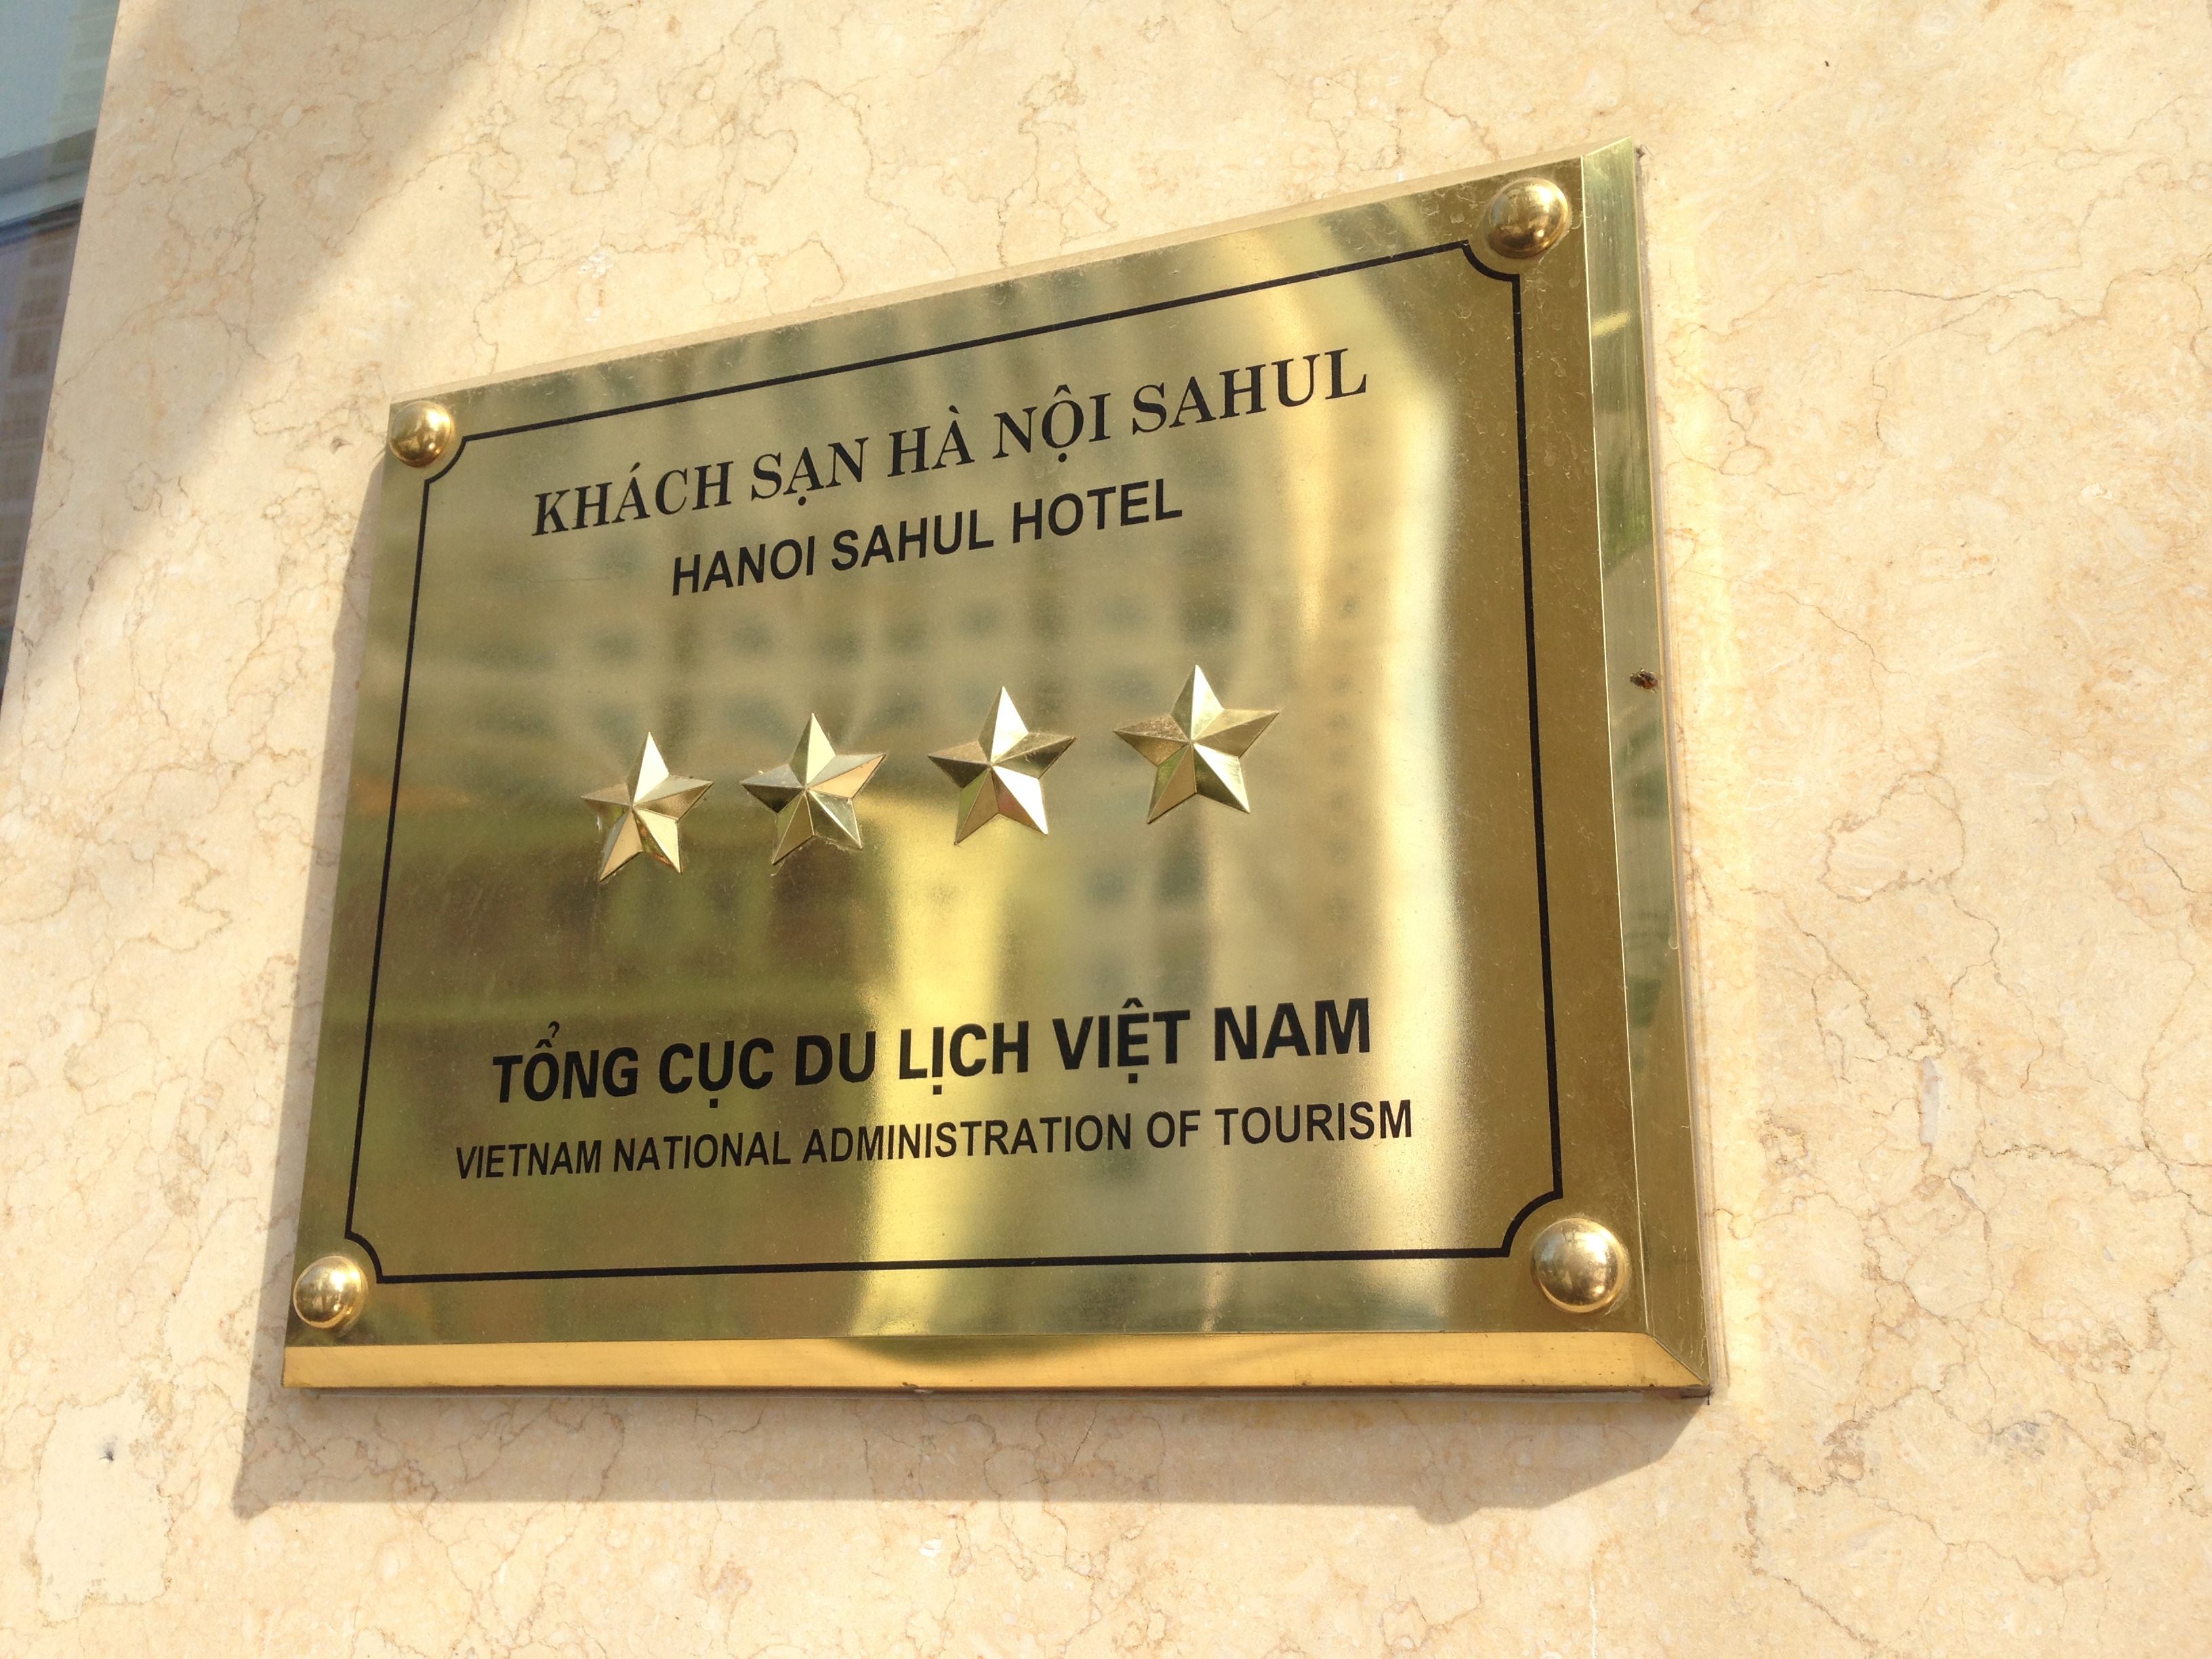 KHÁCH SẠN HÀ NỘI SAHUL
HANOI SAHUL HOTEL
TỔNG CỤC DU LỊCH VIỆT NAM
VIETNAM NATIONAL ADMINISTRATION OF TOURISM